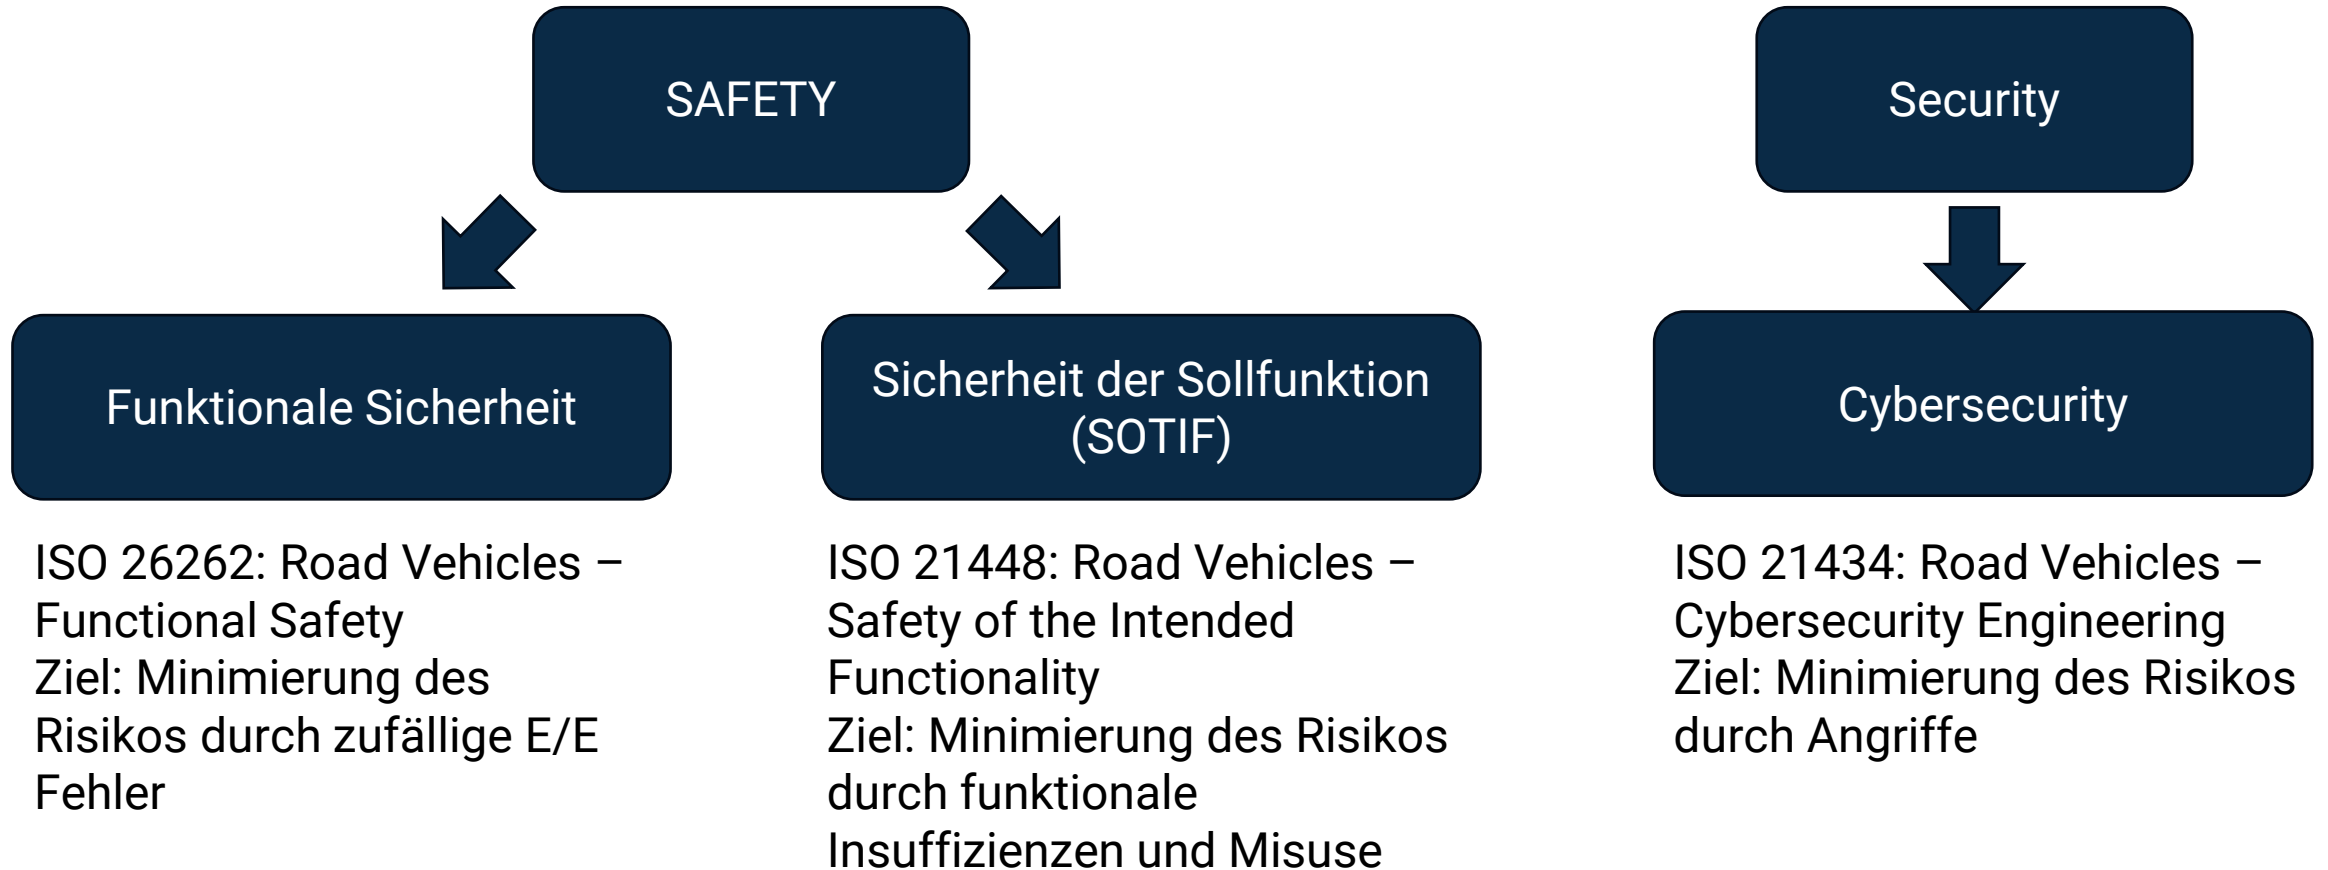 SAFETY
Security
Funktionale Sicherheit
Sicherheit der Sollfunktion
(SOTIF)
Cybersecurity
ISO 26262: Road Vehicles –
Functional Safety
Ziel: Minimierung des
Risikos durch zufällige E/E
Fehler
ISO 21448: Road Vehicles –
Safety of the Intended
Functionality
Ziel: Minimierung des Risikos
durch funktionale
Insuffizienzen und Misuse
ISO 21434: Road Vehicles –
Cybersecurity Engineering
Ziel: Minimierung des Risikos
durch Angriffe